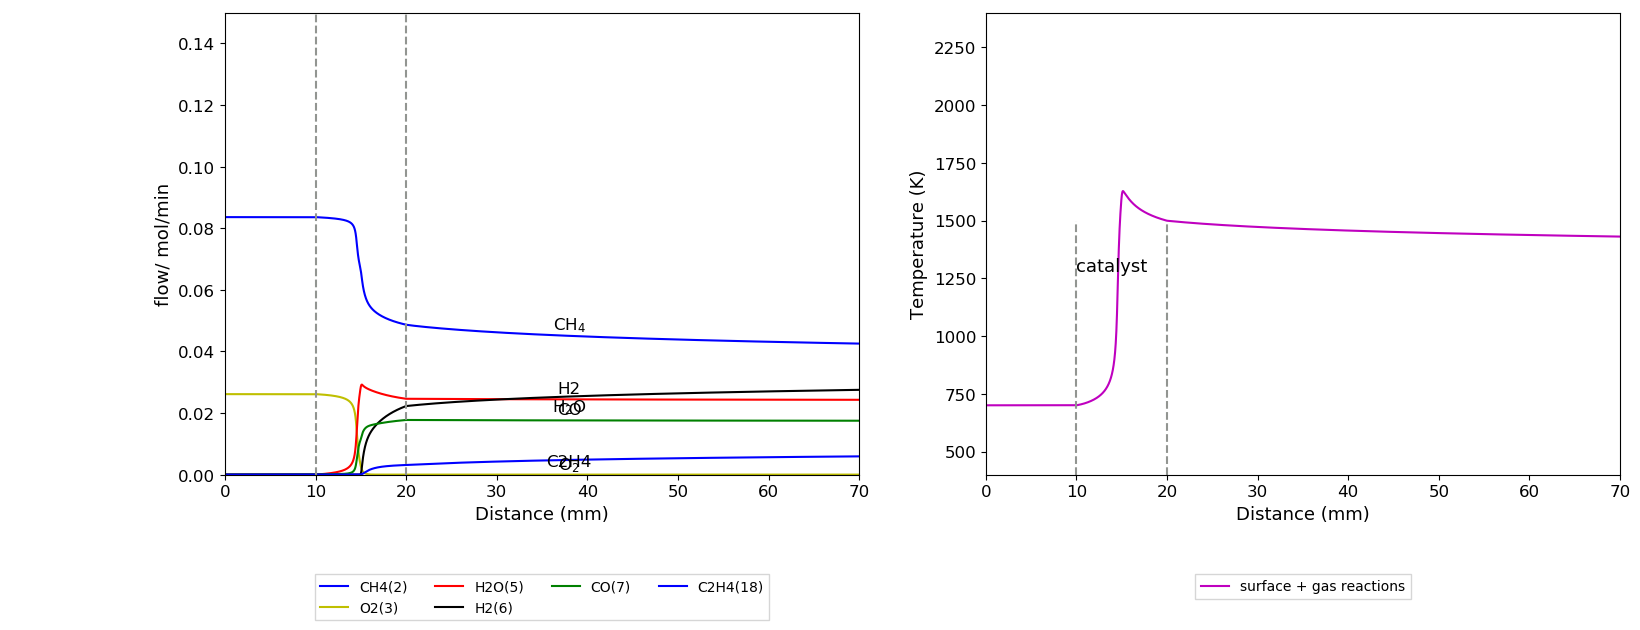 0.14
0.12
0.10
0.08
0.06
0.04
0.02
0.00
flow/ mol/min
CH4
H2
H2O
CO
C2H4
O2
0 10 20 30 40 50 60 70
Distance (mm)
CH4(2) H2O(5) CO(7) C2H4(18)
O2(3) H2(6)
2250
2000
1750
1500
1250
1000
750
500
Temperature (K)
catalyst
0 10 20 30 40 50 60 70
Distance (mm)
surface + gas reactions